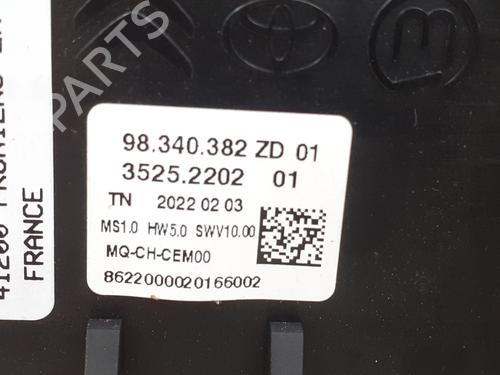 98.340.382 ZD 01
3525.2202 01
TN 2022 02 03
MS1.0 HW5.0 SWV10.00
MQ-CH-CEM00
8622000020166002
FRANCE
B-PARTS